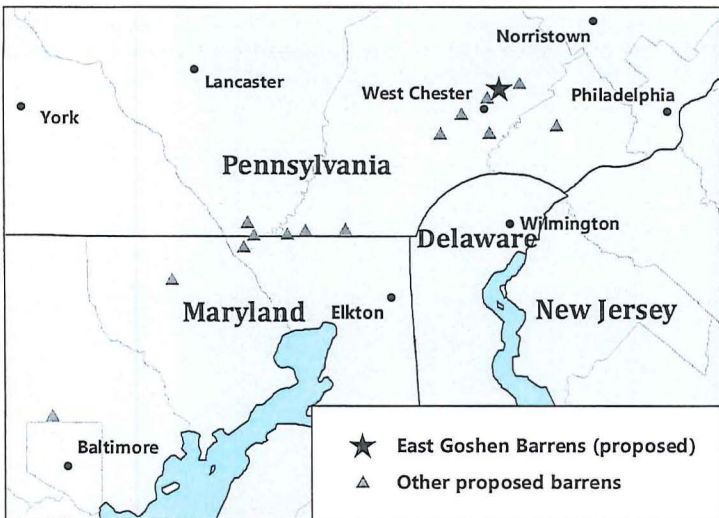 Norristown
Lancaster
West Chester
Philadelphia
York
Pennsylvania
Wilmington
Delaware
Maryland
Elkton
New Jersey
Baltimore
East Goshen Barrens (proposed)
Other proposed barrens